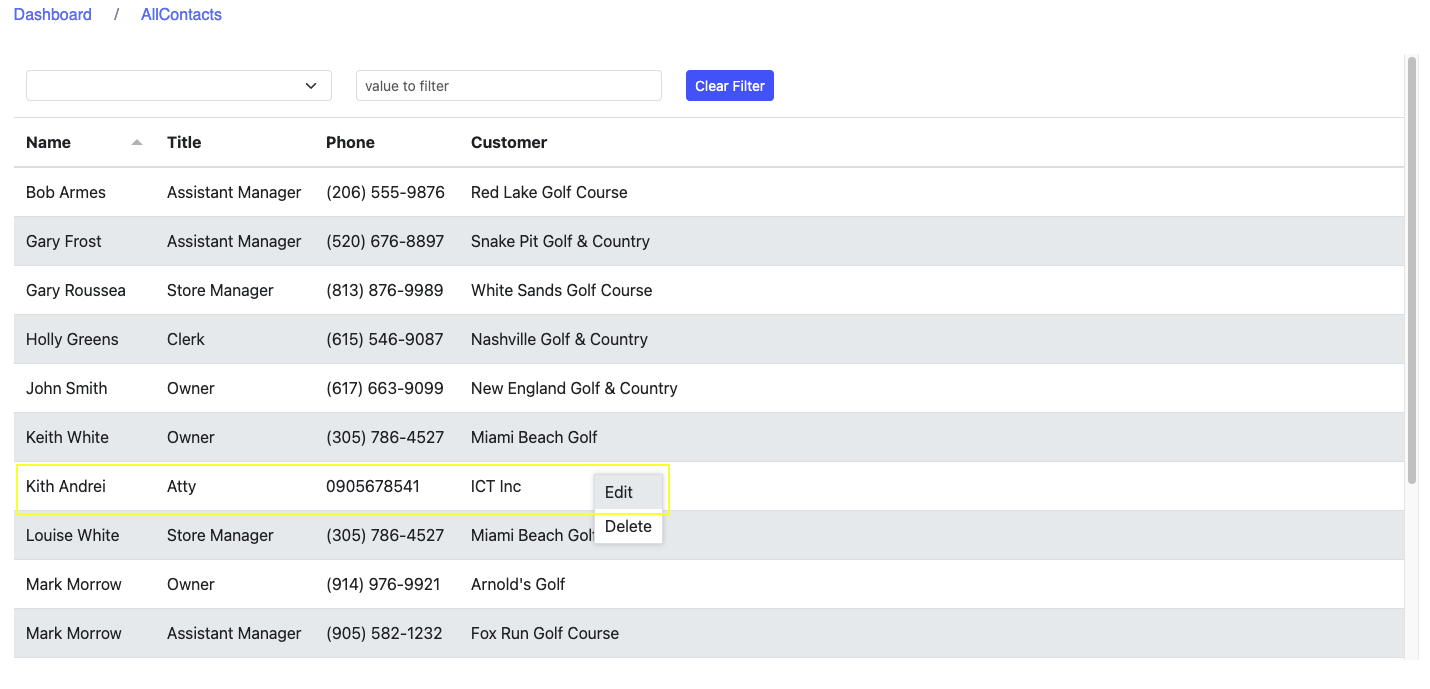 Dashboard / AllContacts
value to filter Clear Filter
Name Title Phone Customer
Bob Armes Assistant Manager (206) 555-9876 Red Lake Golf Course
Gary Frost Assistant Manager (520) 676-8897 Snake Pit Golf & Country
Gary Roussea Store Manager (813) 876-9989 White Sands Golf Course
Holly Greens Clerk (615) 546-9087 Nashville Golf & Country
John Smith Owner (617) 663-9099 New England Golf & Country
Keith White Owner (305) 786-4527 Miami Beach Golf
Kith Andrei Atty 0905678541 ICT Inc Edit
Louise White Store Manager (305) 786-4527 Miami Beach Golf Delete
Mark Morrow Owner (914) 976-9921 Arnold's Golf
Mark Morrow Assistant Manager (905) 582-1232 Fox Run Golf Course